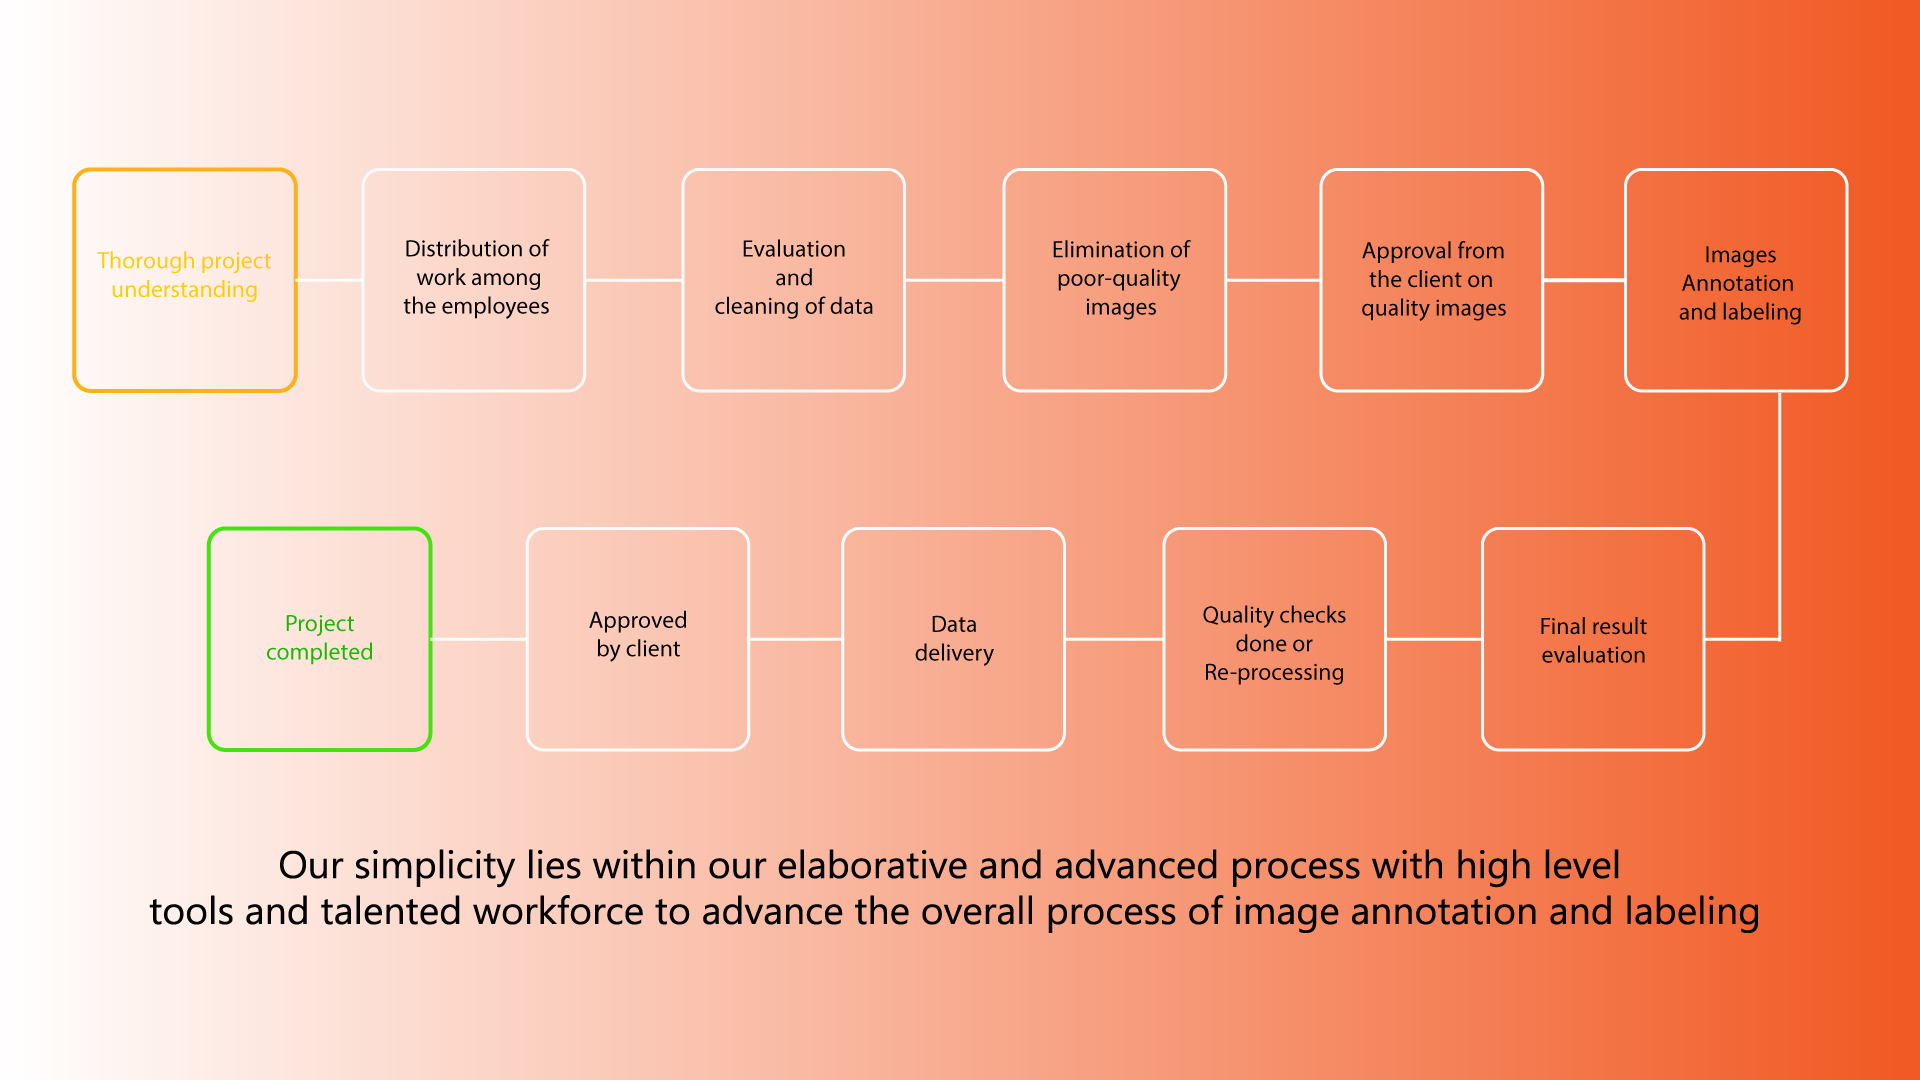 Thorough project
understanding
Distribution of
work among
the employees
Evaluation
and
cleaning of data
Elimination of
poor-quality
images
Approval from
the client on
quality images
Images
Annotation
and labeling
Project
completed
Approved
by client
Data
delivery
Quality checks
done or
Re-processing
Final result
evaluation
Our simplicity lies within our elaborative and advanced process with high level
tools and talented workforce to advance the overall process of image annotation and labeling